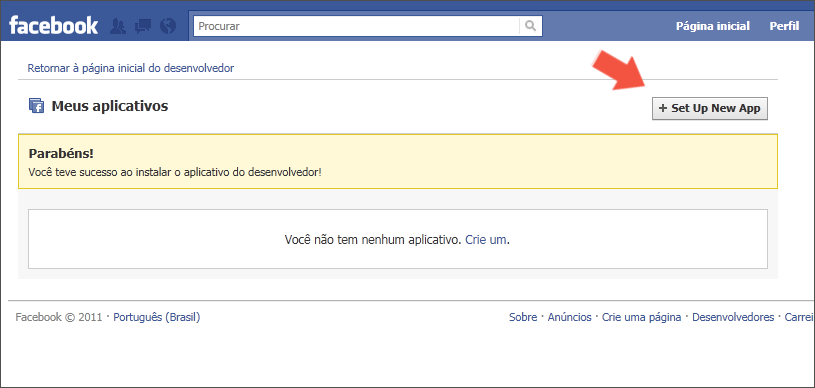 facebook Procurar Página inicial Perfil
Retornar à página inicial do desenvolvedor
Meus aplicativos + Set Up New App
Parabéns!
Você teve sucesso ao instalar o aplicativo do desenvolvedor!
Você não tem nenhum aplicativo. Crie um.
Facebook © 2011 · Português (Brasil) Sobre · Anúncios · Crie uma página · Desenvolvedores · Carrei